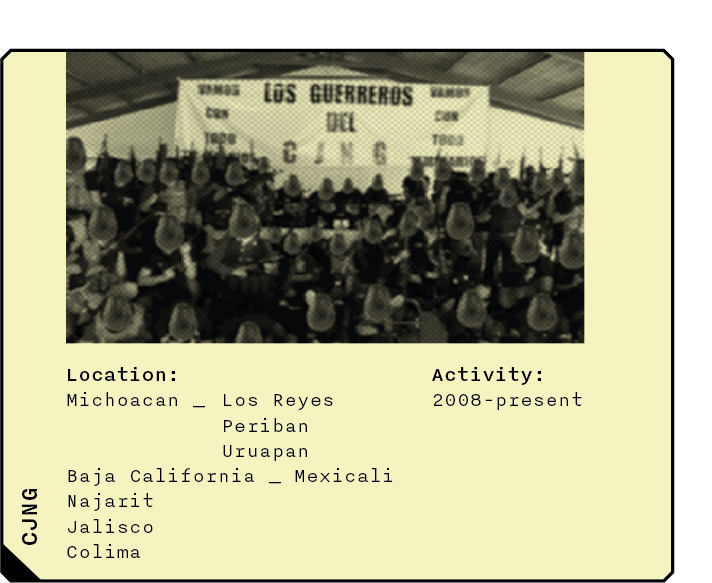 VAMOS LOS GUERREROS VAMOS
CON DEL CON
TODO TODO
C J N G
Location:
Michoacan _ Los Reyes
Periban
Uruapan
Baja California _ Mexicali
Najarit
Jalisco
Colima
Activity:
2008-present
CJNG